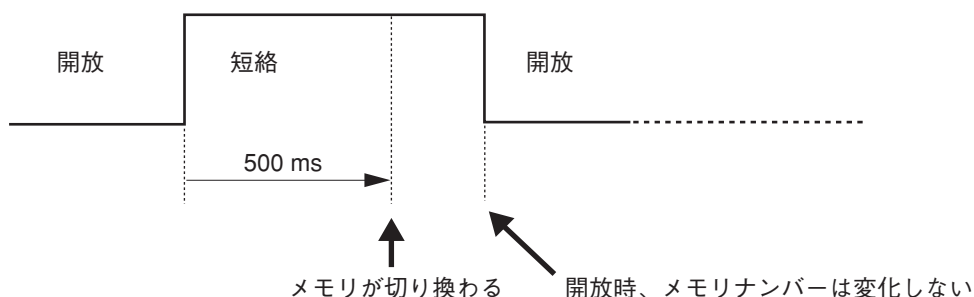 開放
短絡
開放
500 ms
メモリが切り換わる
開放時、メモリナンバーは変化しない